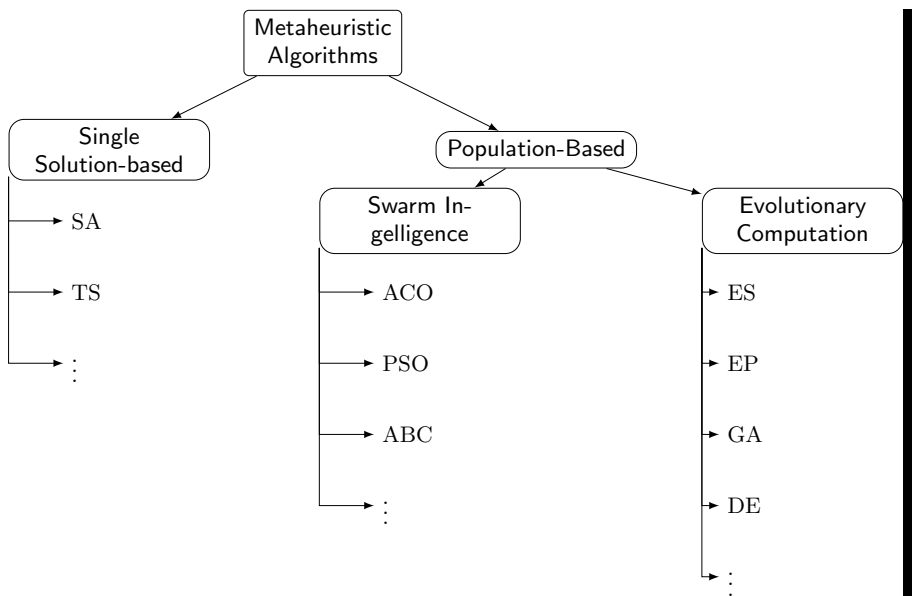 Metaheuristic
Algorithms
Single
Solution-based
Population-Based
Swarm In-
gelligence
Evolutionary
Computation
SA
TS
⋮
ACO
PSO
ABC
⋮
ES
EP
GA
DE
⋮